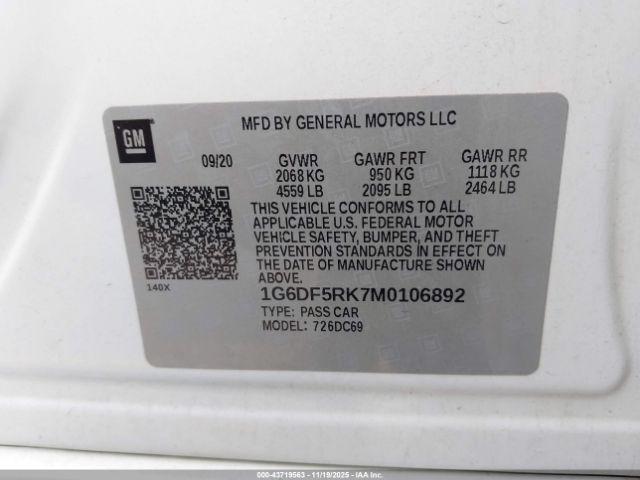 GM
MFD BY GENERAL MOTORS LLC
09/20 GVWR GAWR FRT GAWR RR
2068 KG 950 KG 1118 KG
4559 LB 2095 LB 2464 LB
THIS VEHICLE CONFORMS TO ALL
APPLICABLE U.S. FEDERAL MOTOR
VEHICLE SAFETY, BUMPER, AND THEFT
PREVENTION STANDARDS IN EFFECT ON
THE DATE OF MANUFACTURE SHOWN
ABOVE.
140X
1G6DF5RK7M0106892
TYPE: PASS CAR
MODEL: 726DC69
000-43719563 - 11/19/2025 - IAA Inc. Copyright